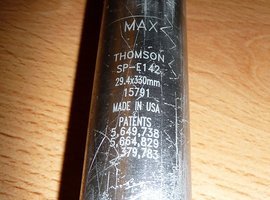 MAX
THOMSON
SP-E142
29.4x330mm
15791
MADE IN USA
PATENTS
5,649,738
5,664,829
379,783